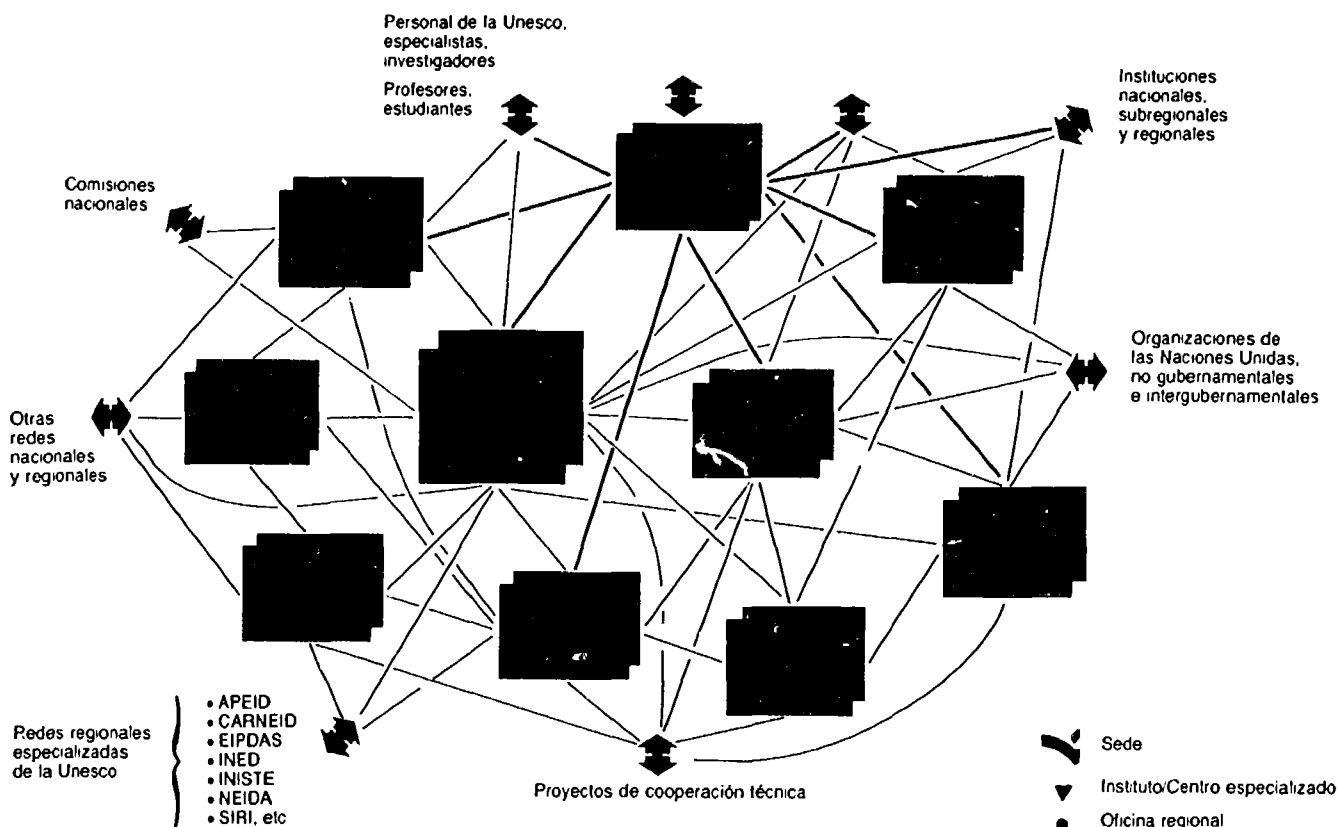 Personal de la Unesco,
especialistas,
investigadores
Profesores,
estudiantes
Instituciones
nacionales,
subregionales
y regionales
Comisiones
nacionales
Organizaciones de
las Naciones Unidas,
no gubernamentales
e intergubernamentales
Otras
redes
nacionales
y regionales
Redes regionales
especializadas
de la Unesco
• APEID
• CARNEID
• EIPDAS
• INED
• INISTE
• NEIDA
• SIRI, etc
Proyectos de cooperación técnica
Sede
Instituto/Centro especializado
Oficina regional